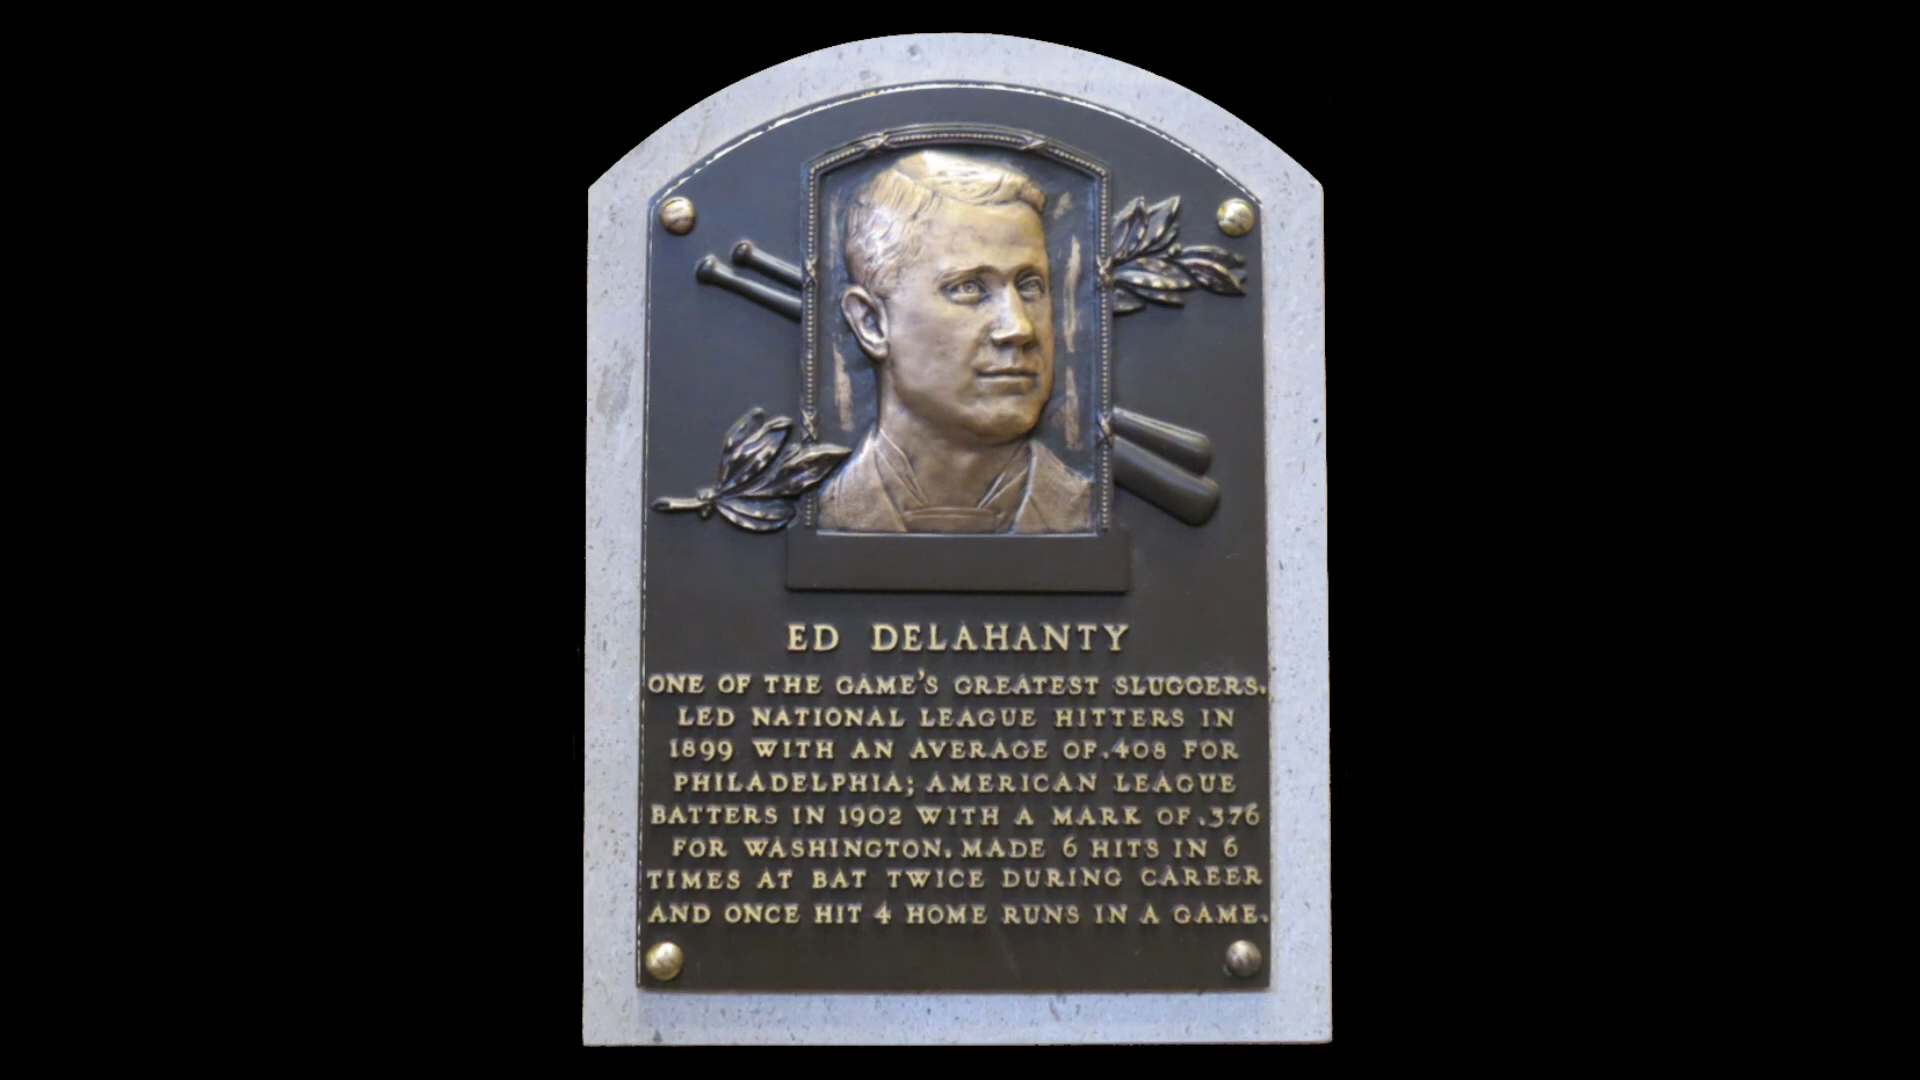 ED DELAHANTY
ONE OF THE GAME'S GREATEST SLUGGERS.
LED NATIONAL LEAGUE HITTERS IN
1899 WITH AN AVERAGE OF .408 FOR
PHILADELPHIA; AMERICAN LEAGUE
BATTERS IN 1902 WITH A MARK OF .376
FOR WASHINGTON. MADE 6 HITS IN 6
TIMES AT BAT TWICE DURING CAREER
AND ONCE HIT 4 HOME RUNS IN A GAME.